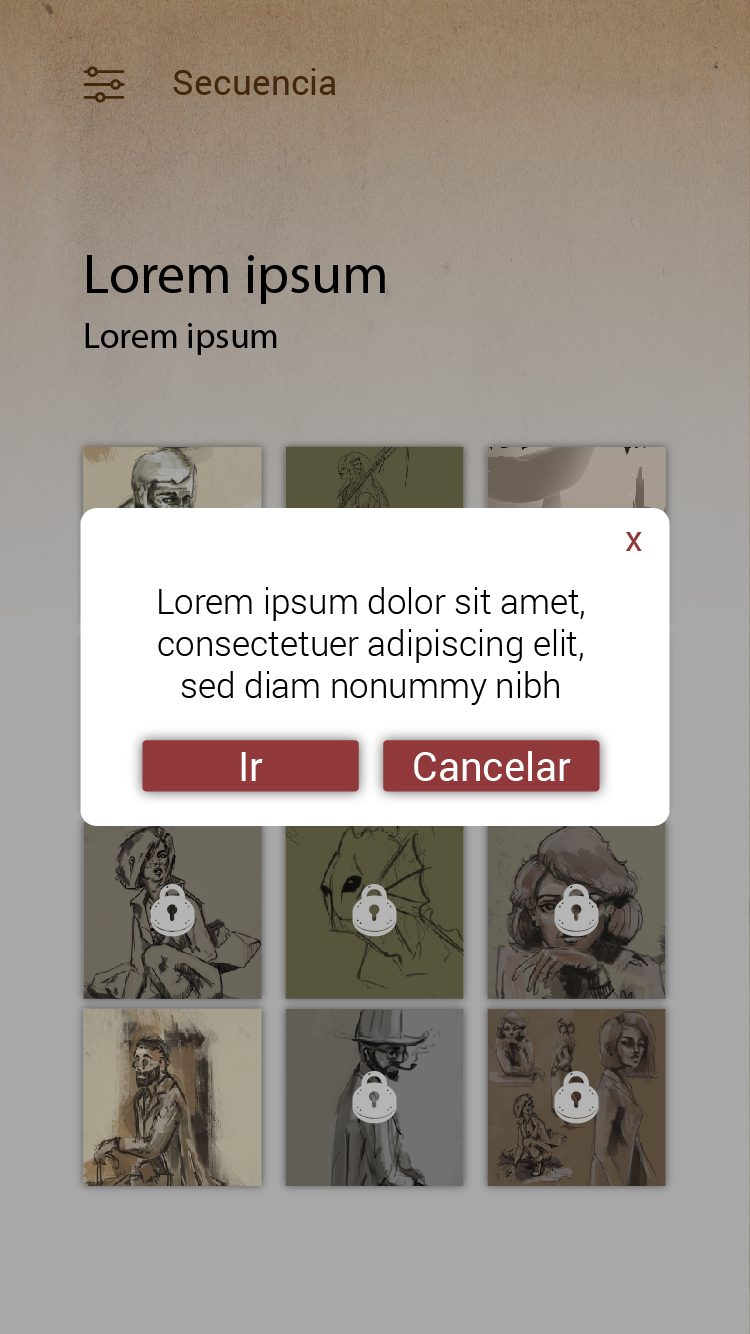 Secuencia
Lorem ipsum
Lorem ipsum
X
Lorem ipsum dolor sit amet,
consectetuer adipiscing elit,
sed diam nonummy nibh
Ir
Cancelar